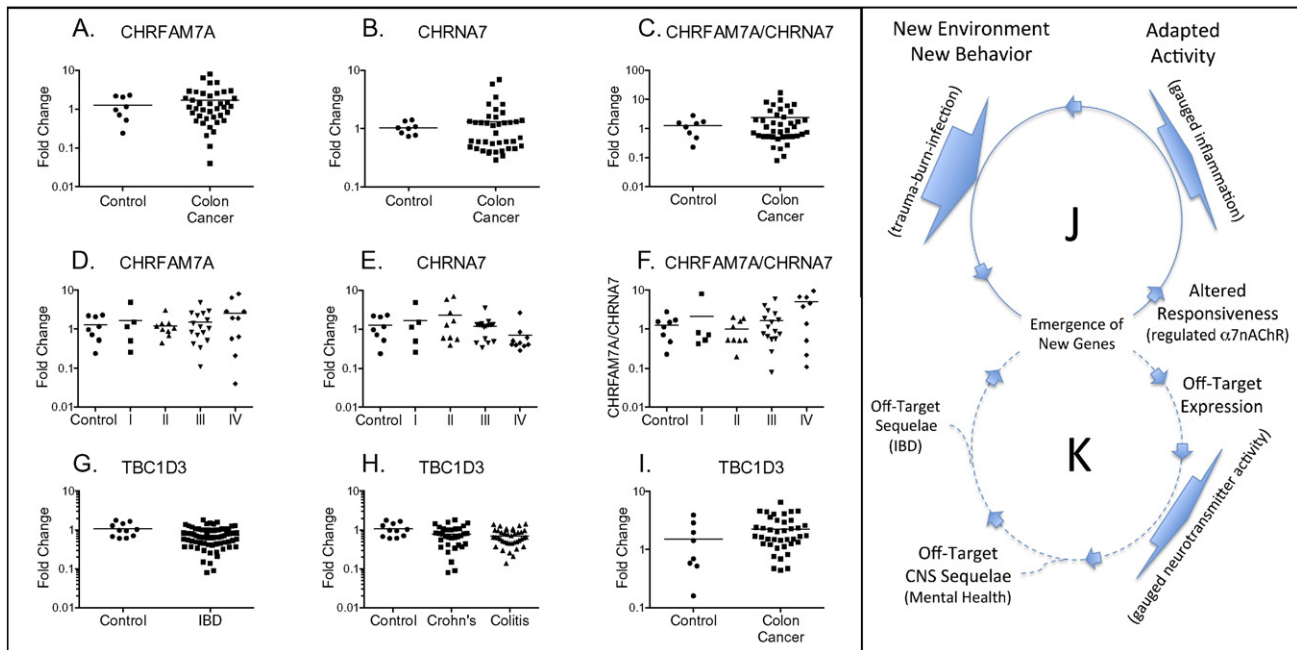 A. CHRFAM7A
Fold Change
10
1
0.1
0.01
Control
Colon
Cancer
B. CHRNA7
Fold Change
10
1
0.1
Control
Colon
Cancer
C. CHRFAM7A/CHRNA7
Fold Change
100
10
1
0.1
0.01
Control
Colon
Cancer
D. CHRFAM7A
Fold Change
10
1
0.1
0.01
Control I II III IV
E. CHRNA7
Fold Change
10
1
0.1
0.01
Control I II III IV
F. CHRFAM7A/CHRNA7
CHRFAM7A/CHRNA7
10
1
0.1
0.01
Control I II III IV
G. TBC1D3
Fold Change
10
1
0.1
0.01
Control IBD
H. TBC1D3
Fold Change
10
1
0.1
0.01
Control Crohn's Colitis
I. TBC1D3
Fold Change
10
1
0.1
Control
Colon
Cancer
New Environment
New Behavior
Adapted
Activity
(trauma-burn-infection)
(gauged inflammation)
J
Altered
Responsiveness
(regulated α7nAChR)
Emergence of
New Genes
Off-Target
Expression
Off-Target
Sequelae
(IBD)
K
(gauged neurotransmitter activity)
Off-Target
CNS Sequelae
(Mental Health)